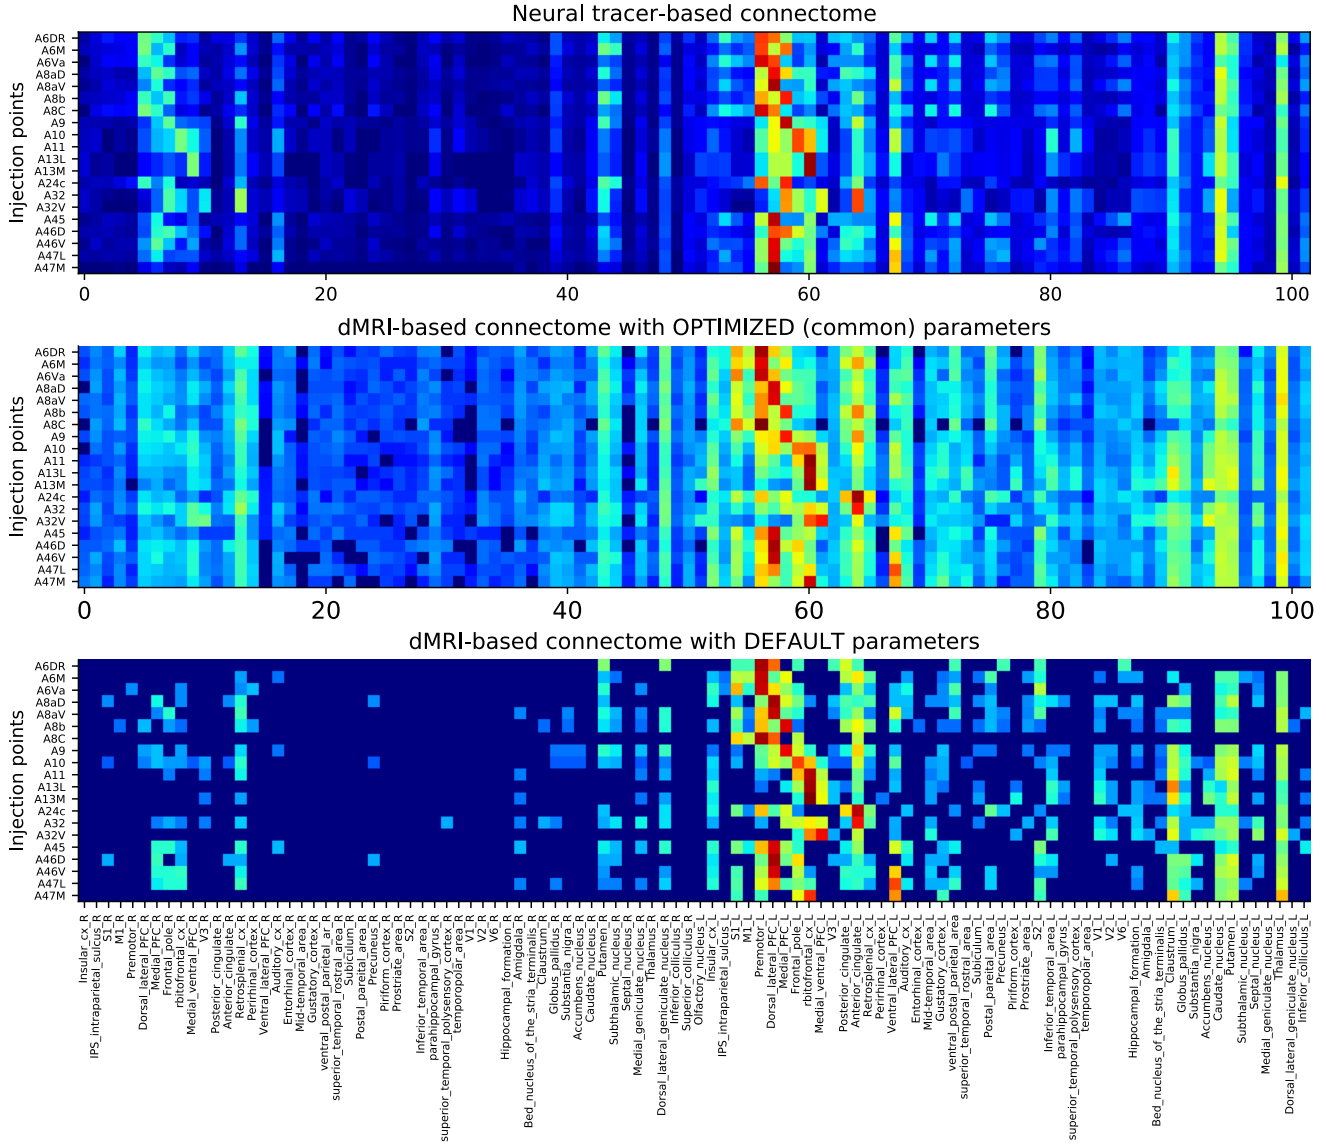 Neural tracer-based connectome
Injection points
A6DR
A6M
A6Va
A8aD
A8aV
A8b
A8C
A9
A10
A11
A13L
A13M
A24c
A32
A32V
A45
A46D
A46V
A47L
A47M
0 20 40 60 80 100
dMRI-based connectome with OPTIMIZED (common) parameters
Injection points
A6DR
A6M
A6Va
A8aD
A8aV
A8b
A8C
A9
A10
A11
A13L
A13M
A24c
A32
A32V
A45
A46D
A46V
A47L
A47M
0 20 40 60 80 100
dMRI-based connectome with DEFAULT parameters
Injection points
A6DR
A6M
A6Va
A8aD
A8aV
A8b
A8C
A9
A10
A11
A13L
A13M
A24c
A32
A32V
A45
A46D
A46V
A47L
A47M
Insular_cx_R
IPS_intraparietal_sulcus_R
S1_R
M1_R
Premotor_R
Dorsal_lateral_PFC_R
Medial_PFC_R
Frontal_pole_R
rbitofrontal_cx_R
Medial_ventral_PFC_R
V3_R
Posterior_cingulate_R
Anterior_cingulate_R
Retrosplenial_cx_R
Perirhinal_cortex_R
Ventral_lateral_PFC_R
Auditory_cx_R
Entorhinal_cortex_R
Mid-temporal_area_R
Gustatory_cortex_R
ventral_postal_parietal_ar_R
superior_temporal_rostal_area_R
Subiculum_R
Postal_pareital_area_R
Precuneus_R
Piriform_cortex_R
Prostriate_area_R
S2_R
Inferior_temporal_area_R
parahippocampal_gyrus_R
superior_temporal_polysensory_cortex_R
temporopolar_area_R
V1_R
V2_R
V6_R
Hippocampal_formation_R
Amigdala_R
Bed_nucleus_of_the_stria_terminalis_R
Claustrum_R
Globus_pallidus_R
Substantia_nigra_R
Accumbens_nucleus_R
Caudate_nucleus_R
Putamen_R
Subthalamic_nucleus_R
Septal_nucleus_R
Medial_geniculate_nucleus_R
Thalamus_R
Dorsal_lateral_geniculate_nucleus_R
Inferior_colliculus_R
Superior_colliculus_R
Olfactory_nucleus_L
Insular_cx_L
IPS_intraparietal_sulcus_L
S1_L
M1_L
Premotor_L
Dorsal_lateral_PFC_L
Medial_PFC_L
Frontal_pole_L
rbitofrontal_cx_L
Medial_ventral_PFC_L
V3_L
Posterior_cingulate_L
Anterior_cingulate_L
Retrosplenial_cx_L
Perirhinal_cortex_L
Ventral_lateral_PFC_L
Auditory_cx_L
Entorhinal_cortex_L
Mid-temporal_area_L
Gustatory_cortex_L
ventral_postal_parietal_area
superior_temporal_rostral_area_L
Subiculum_L
Postal_pareital_area_L
Precuneus_L
Piriform_cortex_L
Prostriate_area_L
S2_L
Inferior_temporal_area_L
parahippocampal_gyrus_L
superior_temporal_polysensory_cortex_L
temporopolar_area_L
V1_L
V2_L
V6_L
Hippocampal_formation_L
Amigdala_L
Bed_nucleus_of_the_stria_terminalis_L
Claustrum_L
Globus_pallidus_L
Substantia_nigra_L
Accumbens_nucleus_L
Caudate_nucleus_L
Putamen_L
Subthalamic_nucleus_L
Septal_nucleus_L
Medial_geniculate_nucleus_L
Thalamus_L
Dorsal_lateral_geniculate_nucleus_L
Inferior_colliculus_L